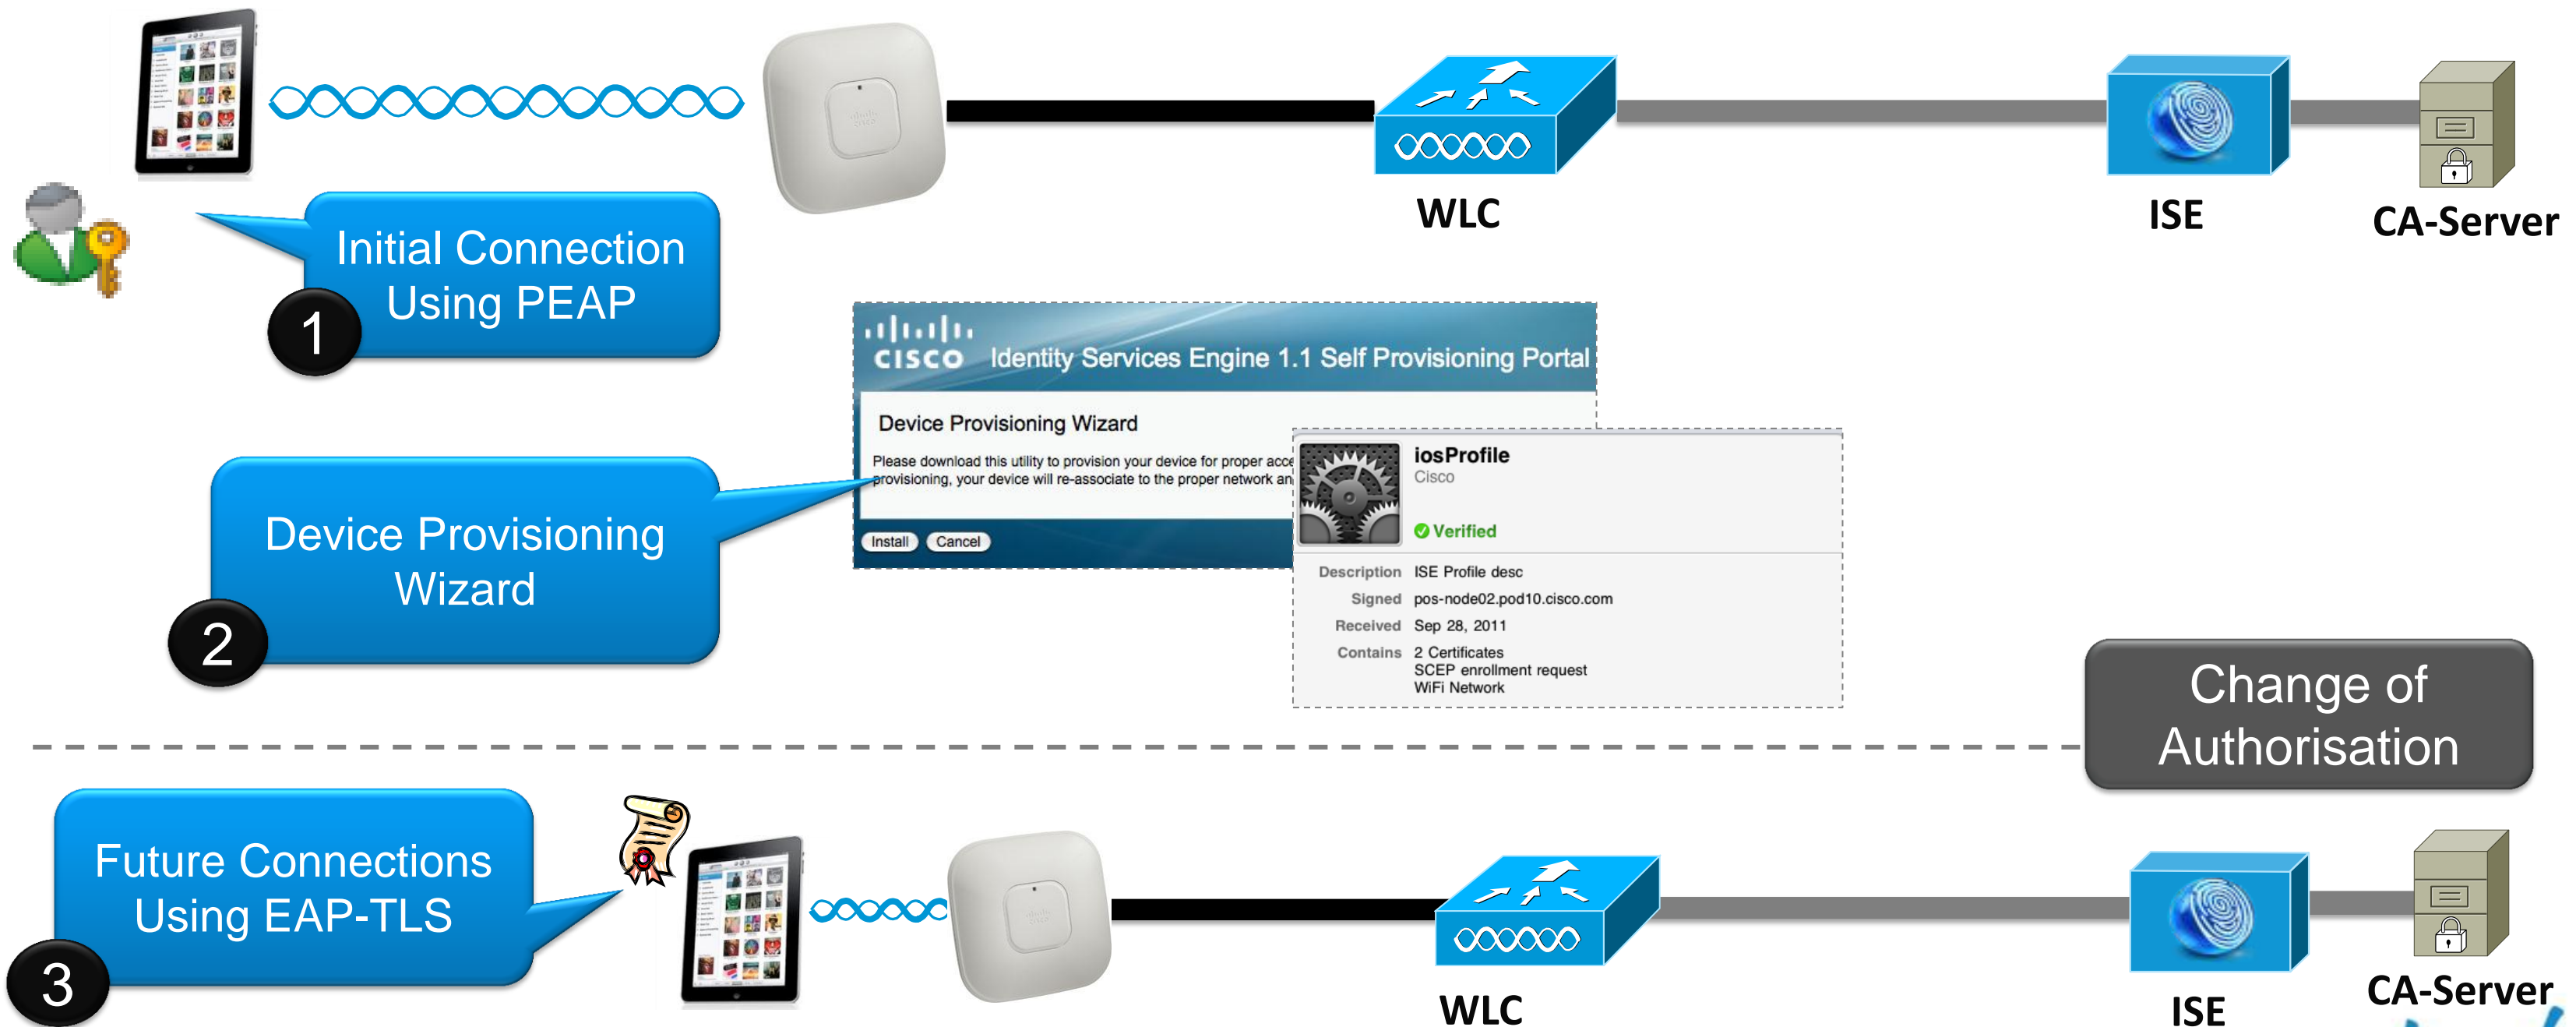 WLC
ISE
CA-Server
Initial Connection
Using PEAP
1
CISCO Identity Services Engine 1.1 Self Provisioning Portal
Device Provisioning Wizard
Please download this utility to provision your device for proper acce
provisioning, your device will re-associate to the proper network an
Install Cancel
iosProfile
Cisco
Verified
Description ISE Profile desc
Signed pos-node02.pod10.cisco.com
Received Sep 28, 2011
Contains 2 Certificates
SCEP enrollment request
WiFi Network
Device Provisioning
Wizard
2
Change of
Authorisation
Future Connections
Using EAP-TLS
3
WLC
ISE
CA-Server